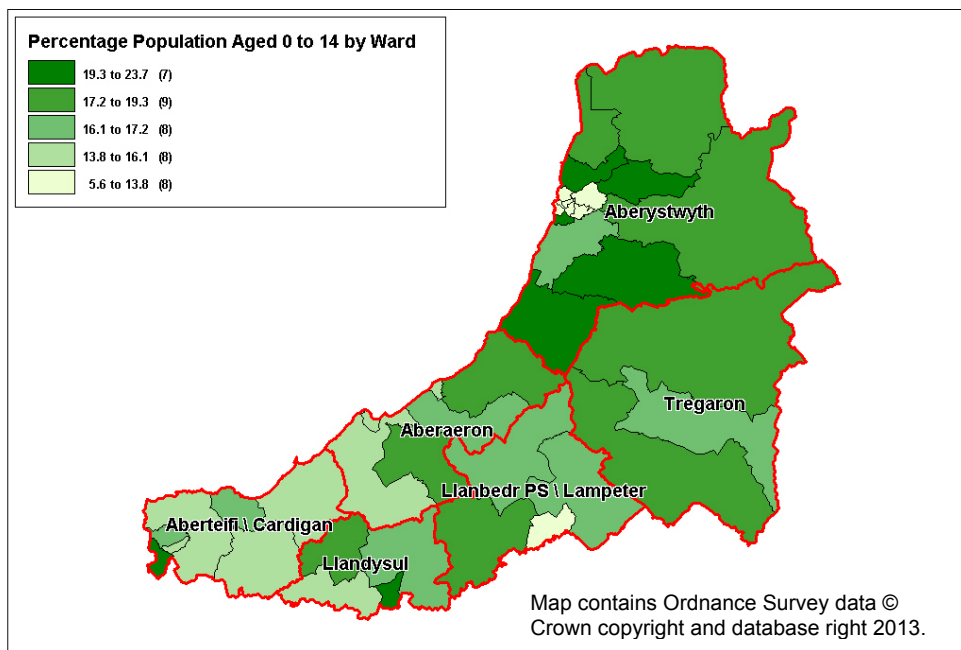 Percentage Population Aged 0 to 14 by Ward
19.3 to 23.7 (7)
17.2 to 19.3 (9)
16.1 to 17.2 (8)
13.8 to 16.1 (8)
5.6 to 13.8 (8)
Aberystwyth
Tregaron
Aberaeron
Llanbedr PS \ Lampeter
Aberteifi \ Cardigan
Llandysul
Map contains Ordnance Survey data ©
Crown copyright and database right 2013.